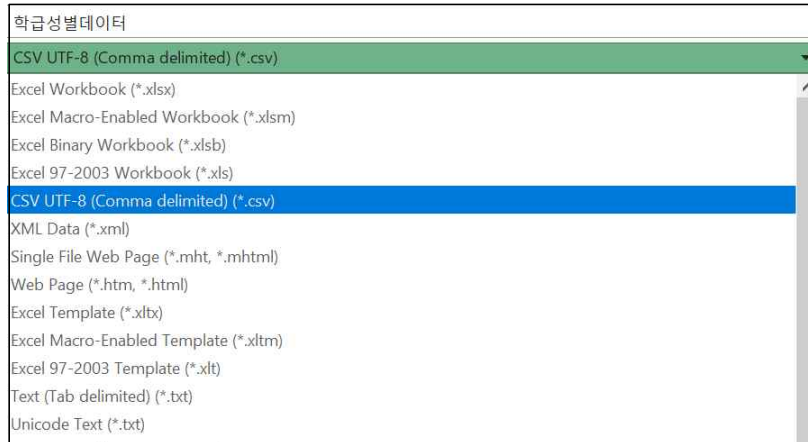 학급성별데이터
CSV UTF-8 (Comma delimited) (*.csv)
Excel Workbook (*.xlsx)
Excel Macro-Enabled Workbook (*.xlsm)
Excel Binary Workbook (*.xlsb)
Excel 97-2003 Workbook (*.xls)
CSV UTF-8 (Comma delimited) (*.csv)
XML Data (*.xml)
Single File Web Page (*.mht, *.mhtml)
Web Page (*.htm, *.html)
Excel Template (*.xltx)
Excel Macro-Enabled Template (*.xltm)
Excel 97-2003 Template (*.xlt)
Text (Tab delimited) (*.txt)
Unicode Text (*.txt)